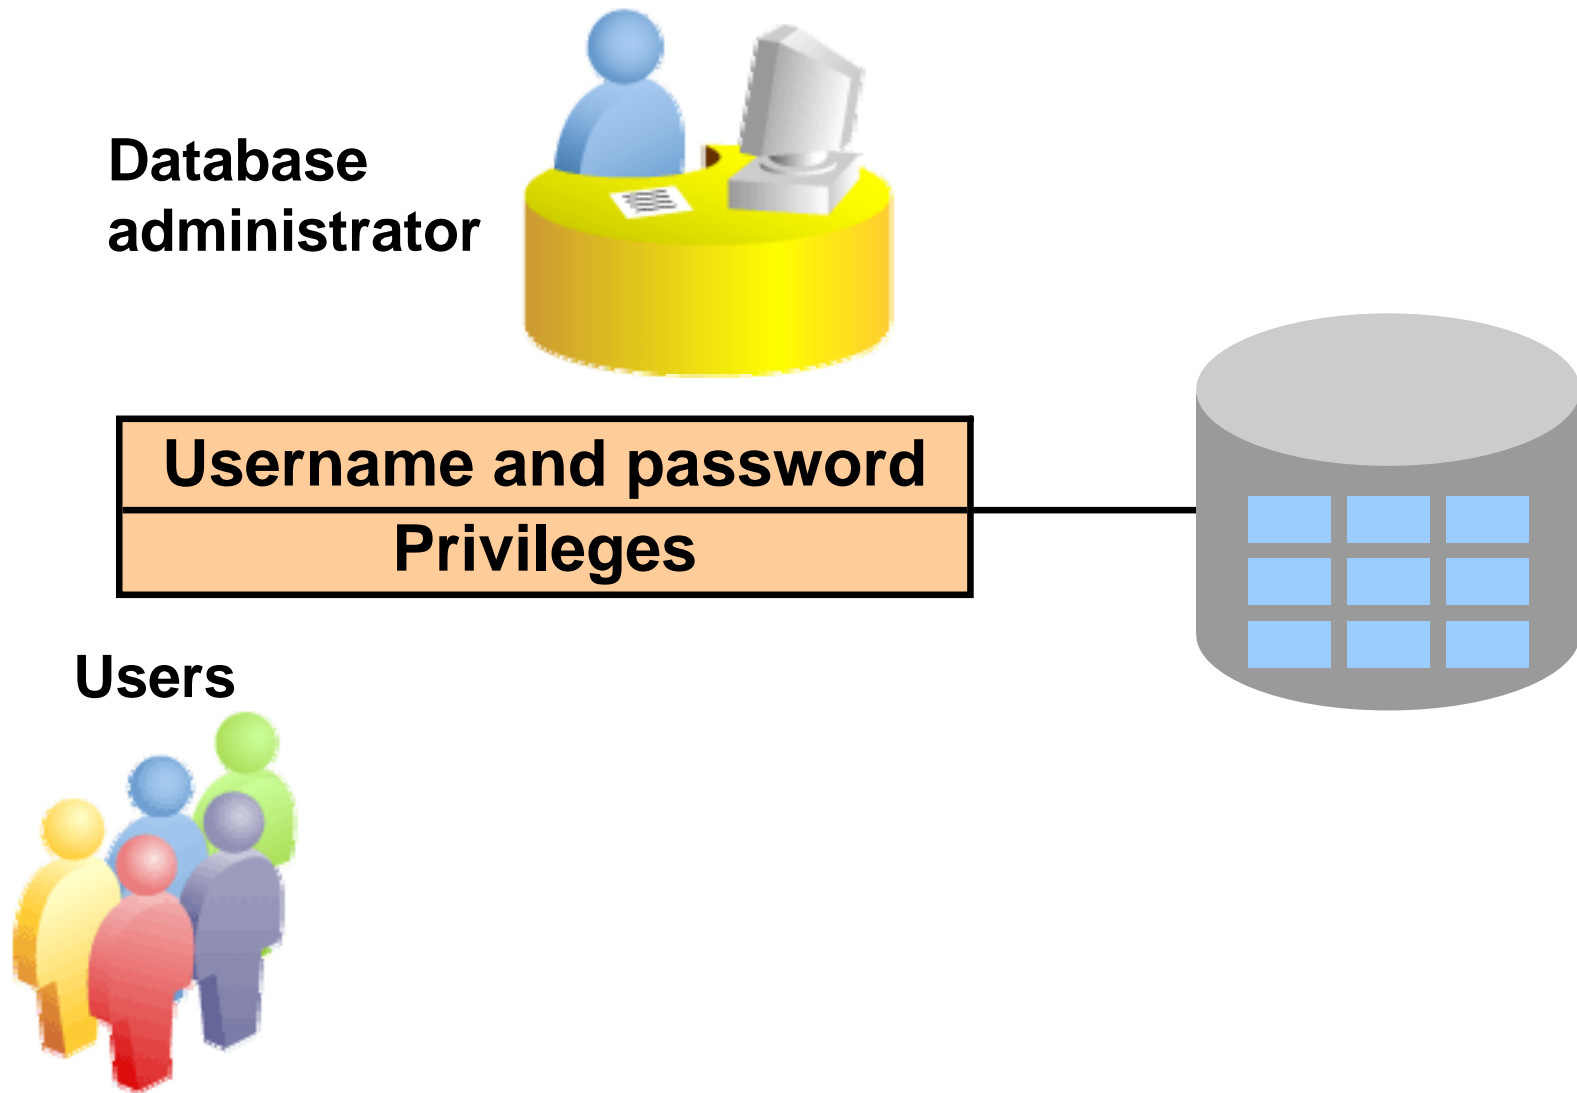 Database
administrator
Username and password
Privileges
Users